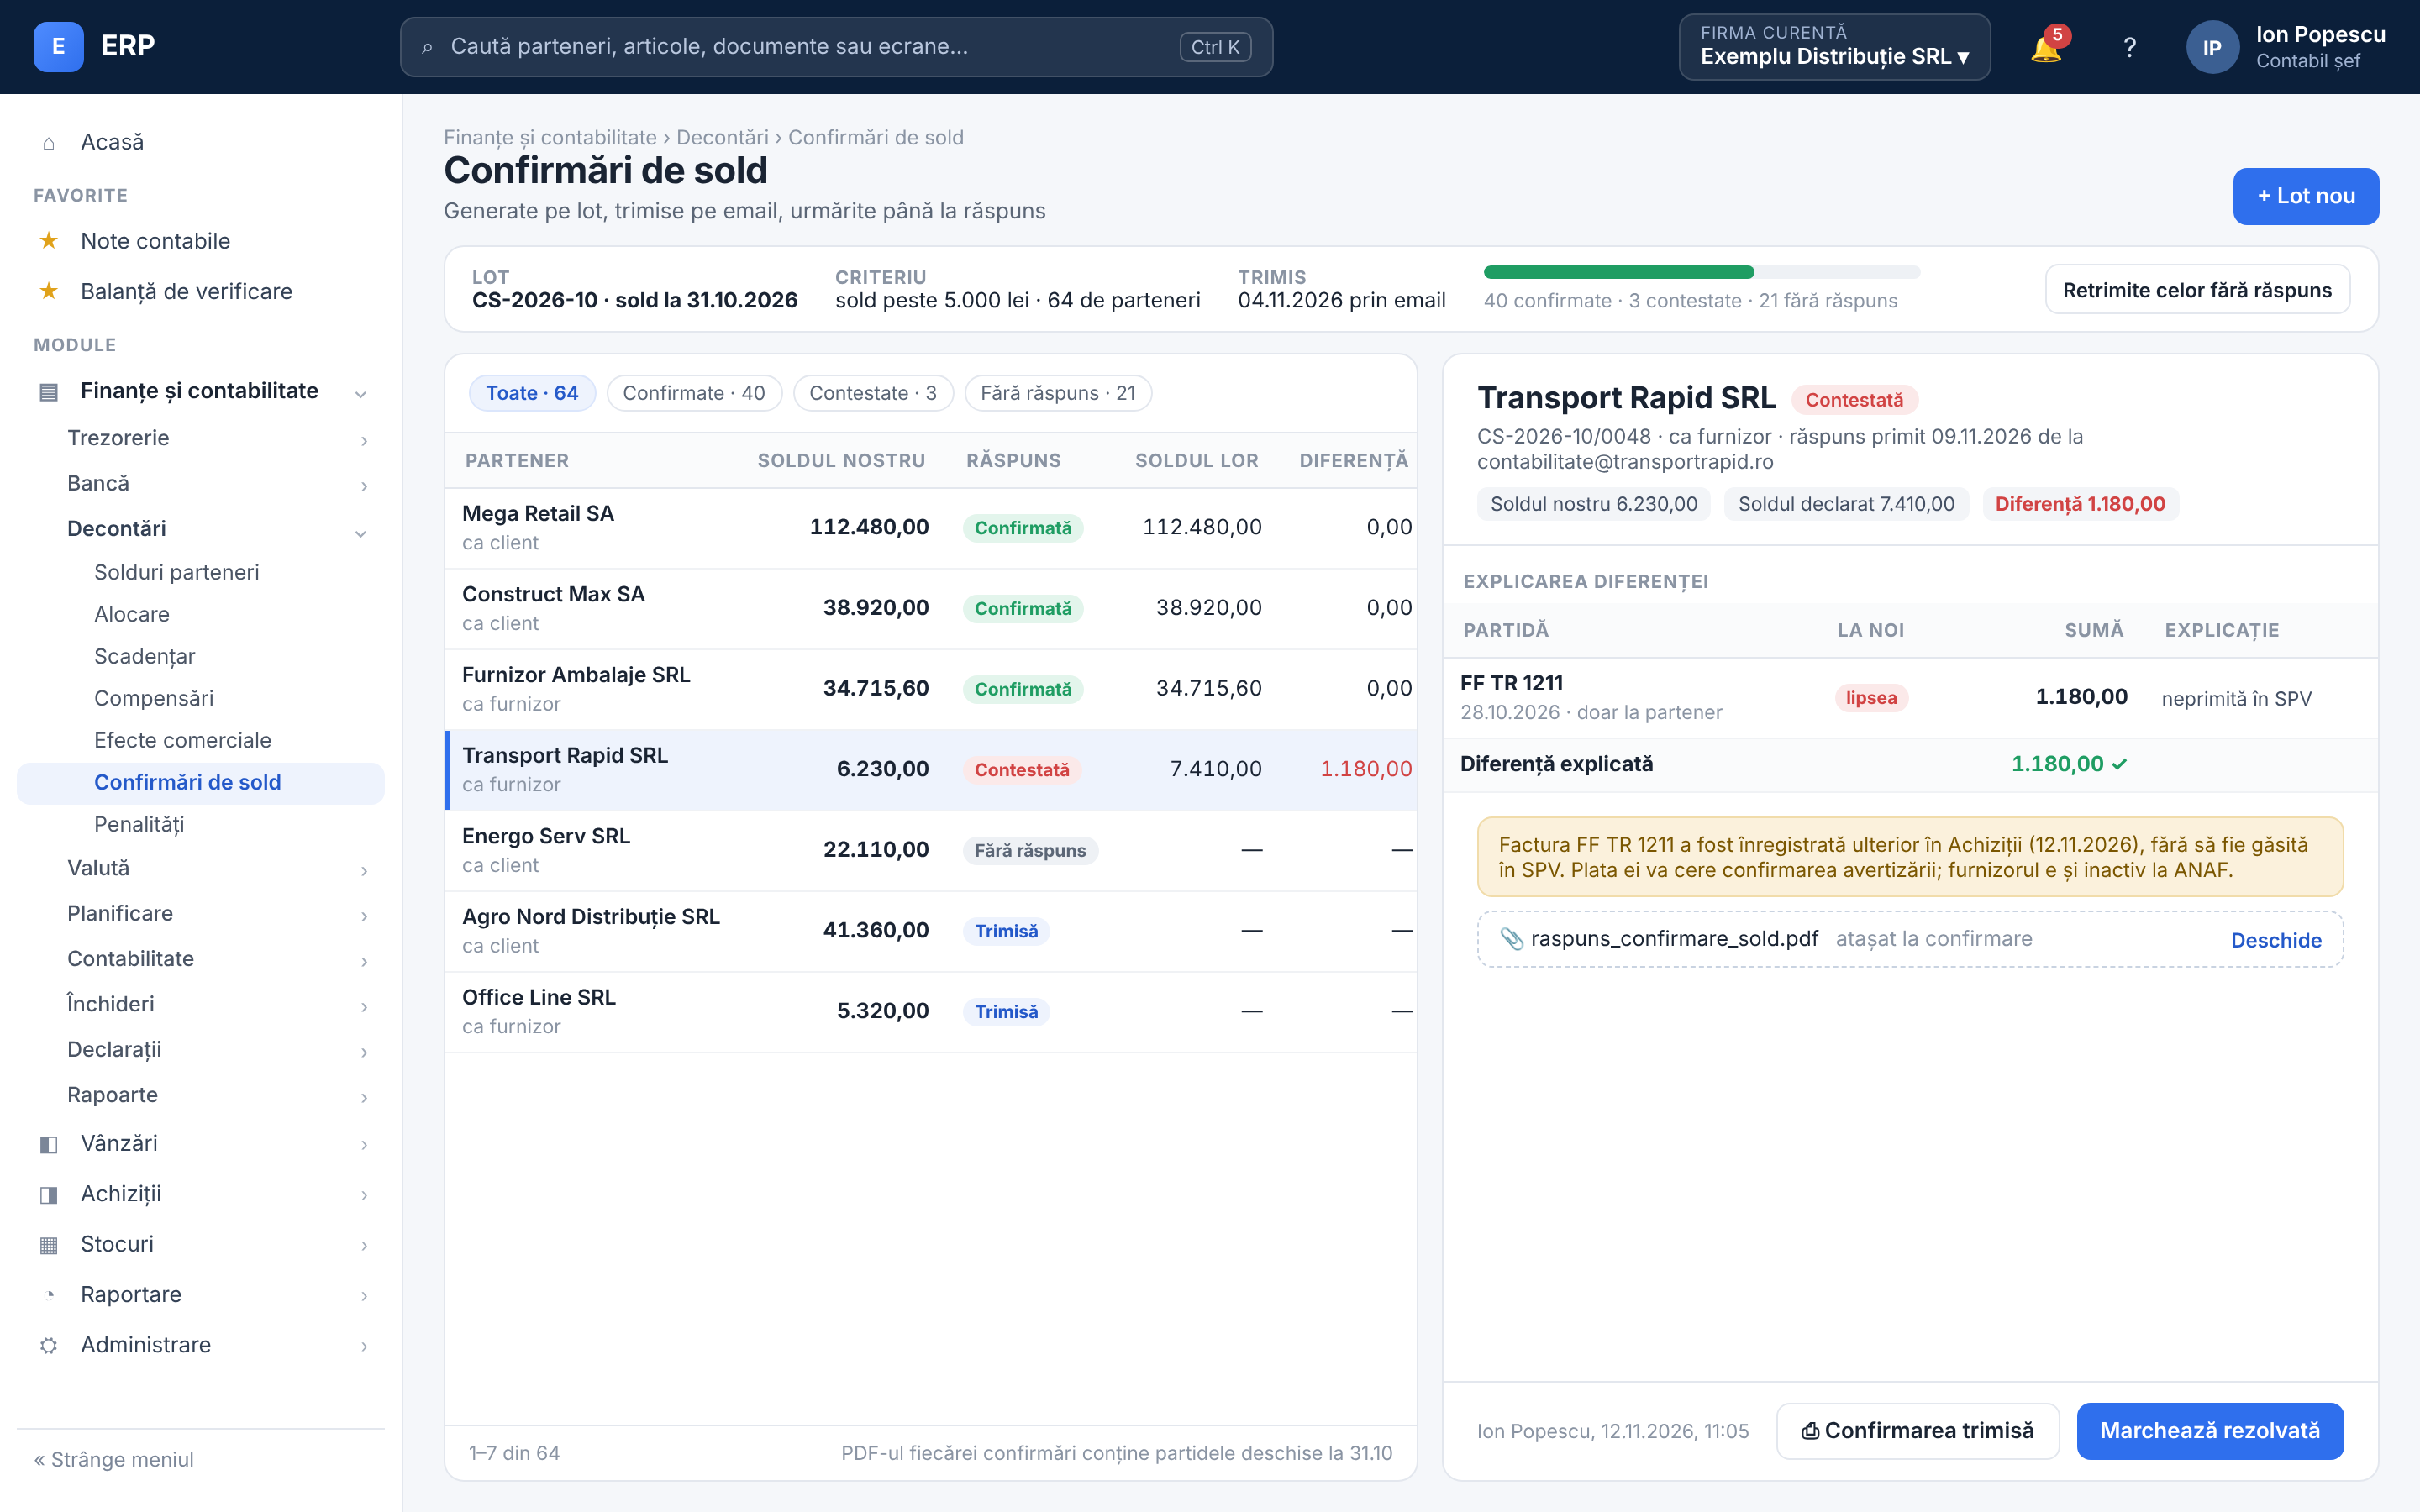 E ERP
Caută parteneri, articole, documente sau ecrane... Ctrl K
FIRMA CURENTĂ
Exemplu Distribuție SRL ▾
5
?
IP
Ion Popescu
Contabil șef
Acasă
FAVORITE
★ Note contabile
★ Balanță de verificare
MODULE
Finanțe și contabilitate
Trezorerie
Bancă
Decontări
Solduri parteneri
Alocare
Scadențar
Compensări
Efecte comerciale
Confirmări de sold
Penalități
Valută
Planificare
Contabilitate
Închideri
Declarații
Rapoarte
Vânzări
Achiziții
Stocuri
Raportare
Administrare
« Strânge meniul
Finanțe și contabilitate › Decontări › Confirmări de sold
Confirmări de sold
Generate pe lot, trimise pe email, urmărite până la răspuns
+ Lot nou
LOT
CS-2026-10 · sold la 31.10.2026
CRITERIU
sold peste 5.000 lei · 64 de parteneri
TRIMIS
04.11.2026 prin email
40 confirmate · 3 contestate · 21 fără răspuns
Retrimite celor fără răspuns
Toate · 64 Confirmate · 40 Contestate · 3 Fără răspuns · 21
PARTENER SOLDUL NOSTRU RĂSPUNS SOLDUL LOR DIFERENȚĂ
Mega Retail SA 112.480,00 Confirmată 112.480,00 0,00
ca client
Construct Max SA 38.920,00 Confirmată 38.920,00 0,00
ca client
Furnizor Ambalaje SRL 34.715,60 Confirmată 34.715,60 0,00
ca furnizor
Transport Rapid SRL 6.230,00 Contestată 7.410,00 1.180,00
ca furnizor
Energo Serv SRL 22.110,00 Fără răspuns — —
ca client
Agro Nord Distribuție SRL 41.360,00 Trimisă — —
ca client
Office Line SRL 5.320,00 Trimisă — —
ca furnizor
1–7 din 64 PDF-ul fiecărei confirmări conține partidele deschise la 31.10
Transport Rapid SRL Contestată
CS-2026-10/0048 · ca furnizor · răspuns primit 09.11.2026 de la
contabilitate@transportrapid.ro
Soldul nostru 6.230,00 Soldul declarat 7.410,00 Diferență 1.180,00
EXPLICAREA DIFERENȚEI
PARTIDĂ LA NOI SUMĂ EXPLICAȚIE
FF TR 1211 lipsea 1.180,00 neprimită în SPV
28.10.2026 · doar la partener
Diferență explicată 1.180,00 ✓
Factura FF TR 1211 a fost înregistrată ulterior în Achiziții (12.11.2026), fără să fie găsită
în SPV. Plata ei va cere confirmarea avertizării; furnizorul e și inactiv la ANAF.
raspuns_confirmare_sold.pdf atașat la confirmare Deschide
Ion Popescu, 12.11.2026, 11:05
⎙ Confirmarea trimisă
Marchează rezolvată